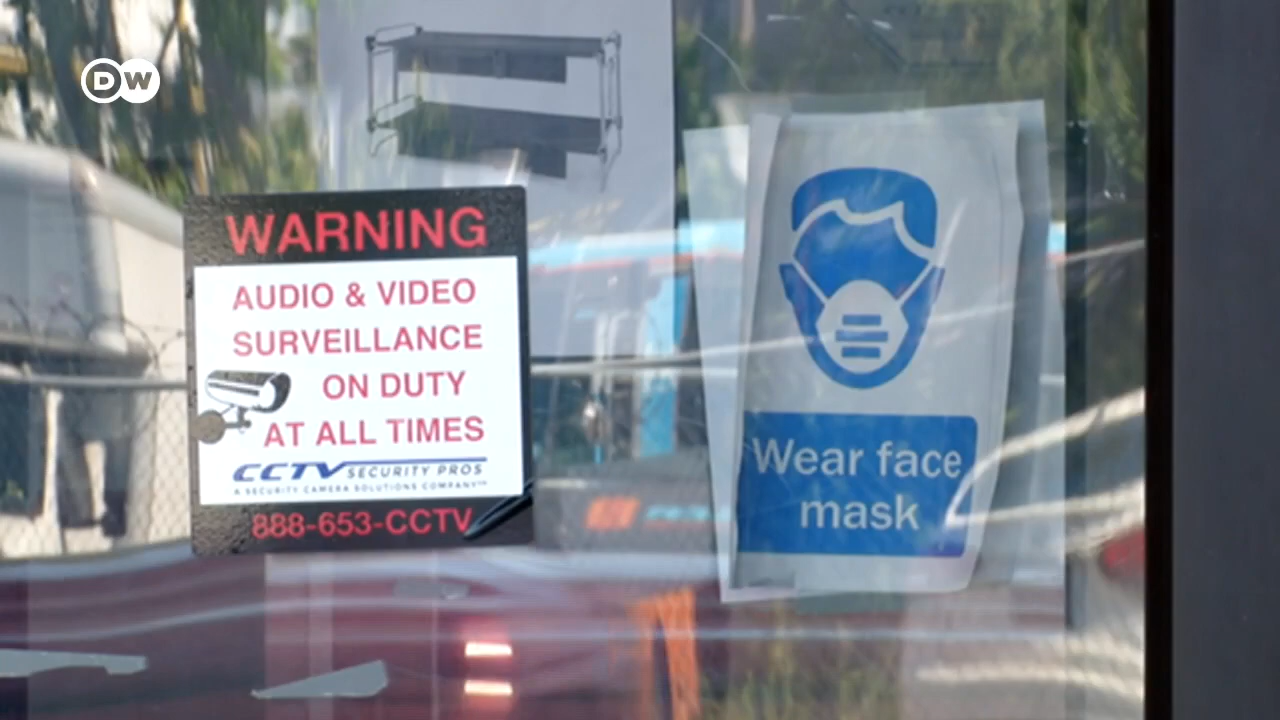 DW
WARNING
AUDIO & VIDEO
SURVEILLANCE
ON DUTY
AT ALL TIMES
CCTV SECURITY PROS
A SECURITY CAMERA SOLUTIONS COMPANY™
888-653-CCTV
Wear face
mask